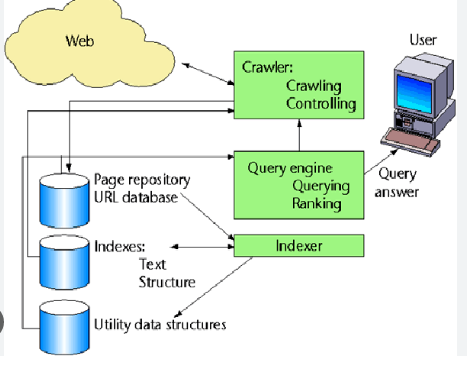 Web
User
Crawler:
Crawling
Controlling
Query engine
Querying
Ranking
Query
answer
Page repository
URL database
Indexes:
Text
Structure
Indexer
Utility data structures